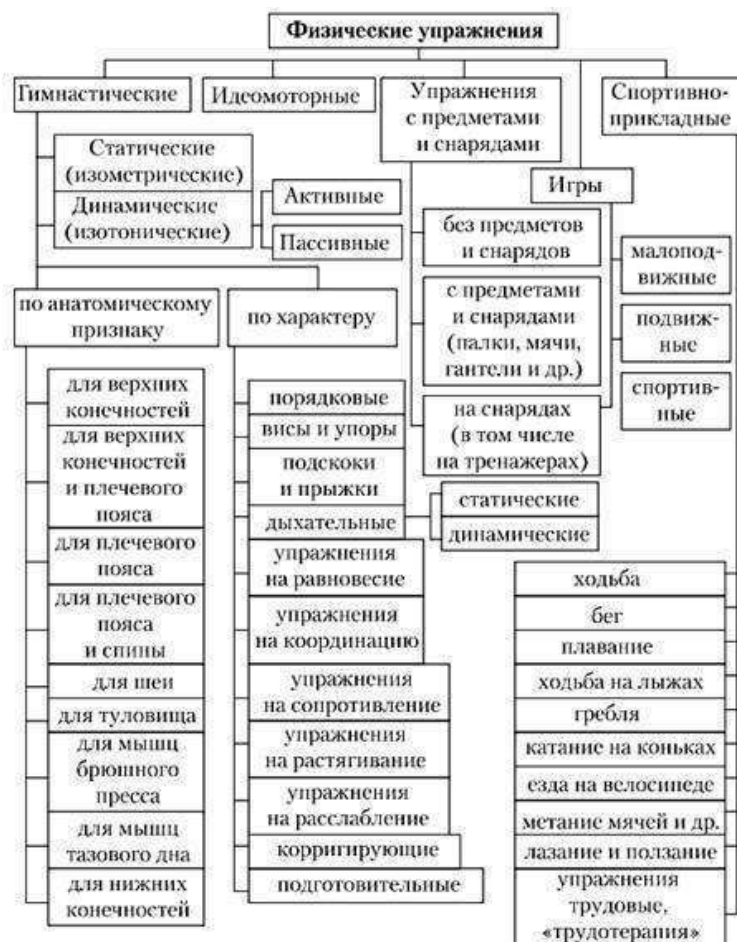 Физические упражнения
Гимнастические
Идеомоторные
Упражнения
с предметами
и снарядами
Спортивно-
прикладные
Статические
(изометрические)
Динамические
(изотонические)
Активные
Пассивные
Игры
без предметов
и снарядов
с предметами
и снарядами
(палки, мячи,
гантели и др.)
на снарядах
(в том числе
на тренажерах)
малопод-
вижные
подвиж-
ные
спортив-
ные
по анатомическому
признаку
по характеру
для верхних
конечностей
для верхних
конечностей
и плечевого
пояса
для плечевого
пояса
для плечевого
пояса
и спины
для шеи
для туловища
для мышц
брюшного
пресса
для мышц
тазового дна
для нижних
конечностей
порядковые
висы и упоры
подскоки
и прыжки
дыхательные
статические
динамические
упражнения
на равновесие
упражнения
на координацию
упражнения
на сопротивление
упражнения
на растягивание
упражнения
на расслабление
корригирующие
подготовительные
ходьба
бег
плавание
ходьба на лыжах
гребля
катание на коньках
езда на велосипеде
метание мячей и др.
лазание и ползание
упражнения
трудовые,
«трудотерапия»